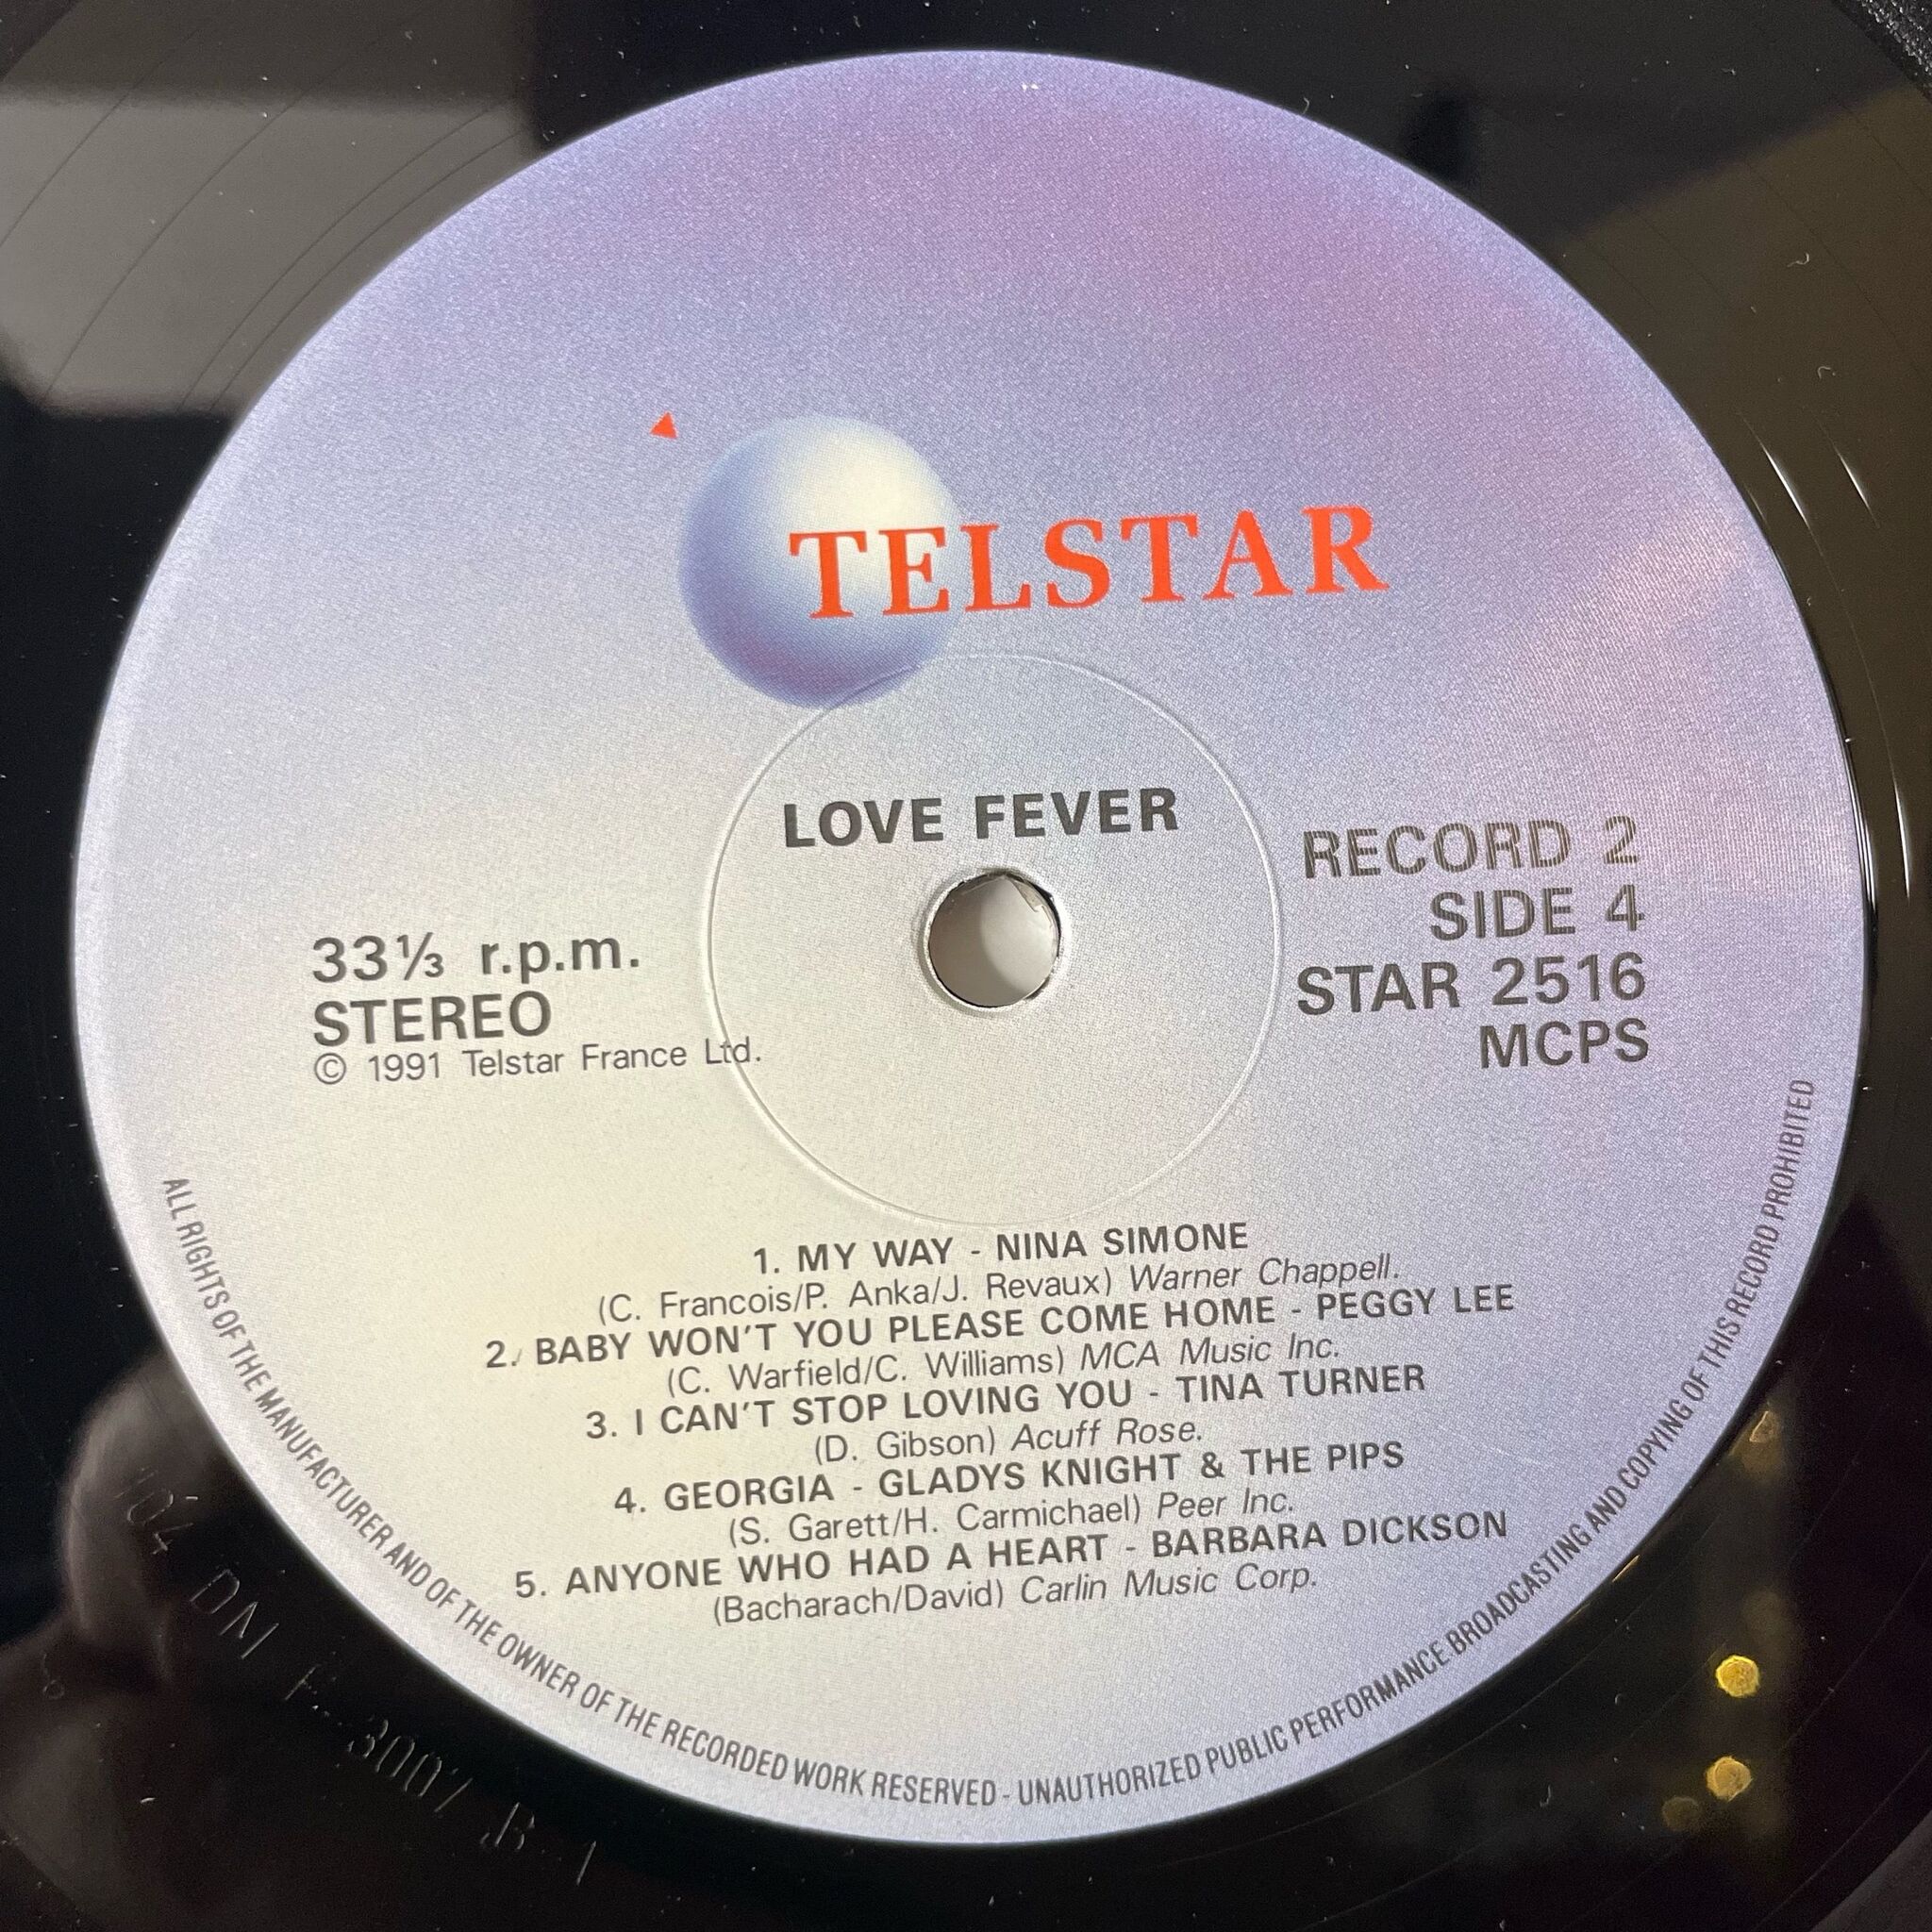 TELSTAR
LOVE FEVER
RECORD 2
SIDE 4
STAR 2516
MCPS
33⅓ r.p.m.
STEREO
© 1991 Telstar France Ltd.
1. MY WAY - NINA SIMONE
(C. Francois/P. Anka/J. Revaux) Warner Chappell.
2. BABY WON'T YOU PLEASE COME HOME - PEGGY LEE
(C. Warfield/C. Williams) MCA Music Inc.
3. I CAN'T STOP LOVING YOU - TINA TURNER
(D. Gibson) Acuff Rose.
4. GEORGIA - GLADYS KNIGHT & THE PIPS
(S. Garett/H. Carmichael) Peer Inc.
5. ANYONE WHO HAD A HEART - BARBARA DICKSON
(Bacharach/David) Carlin Music Corp.
ALL RIGHTS OF THE MANUFACTURER AND OF THE OWNER OF THE RECORDED WORK RESERVED - UNAUTHORIZED PUBLIC PERFORMANCE BROADCASTING AND COPYING OF THIS RECORD PROHIBITED